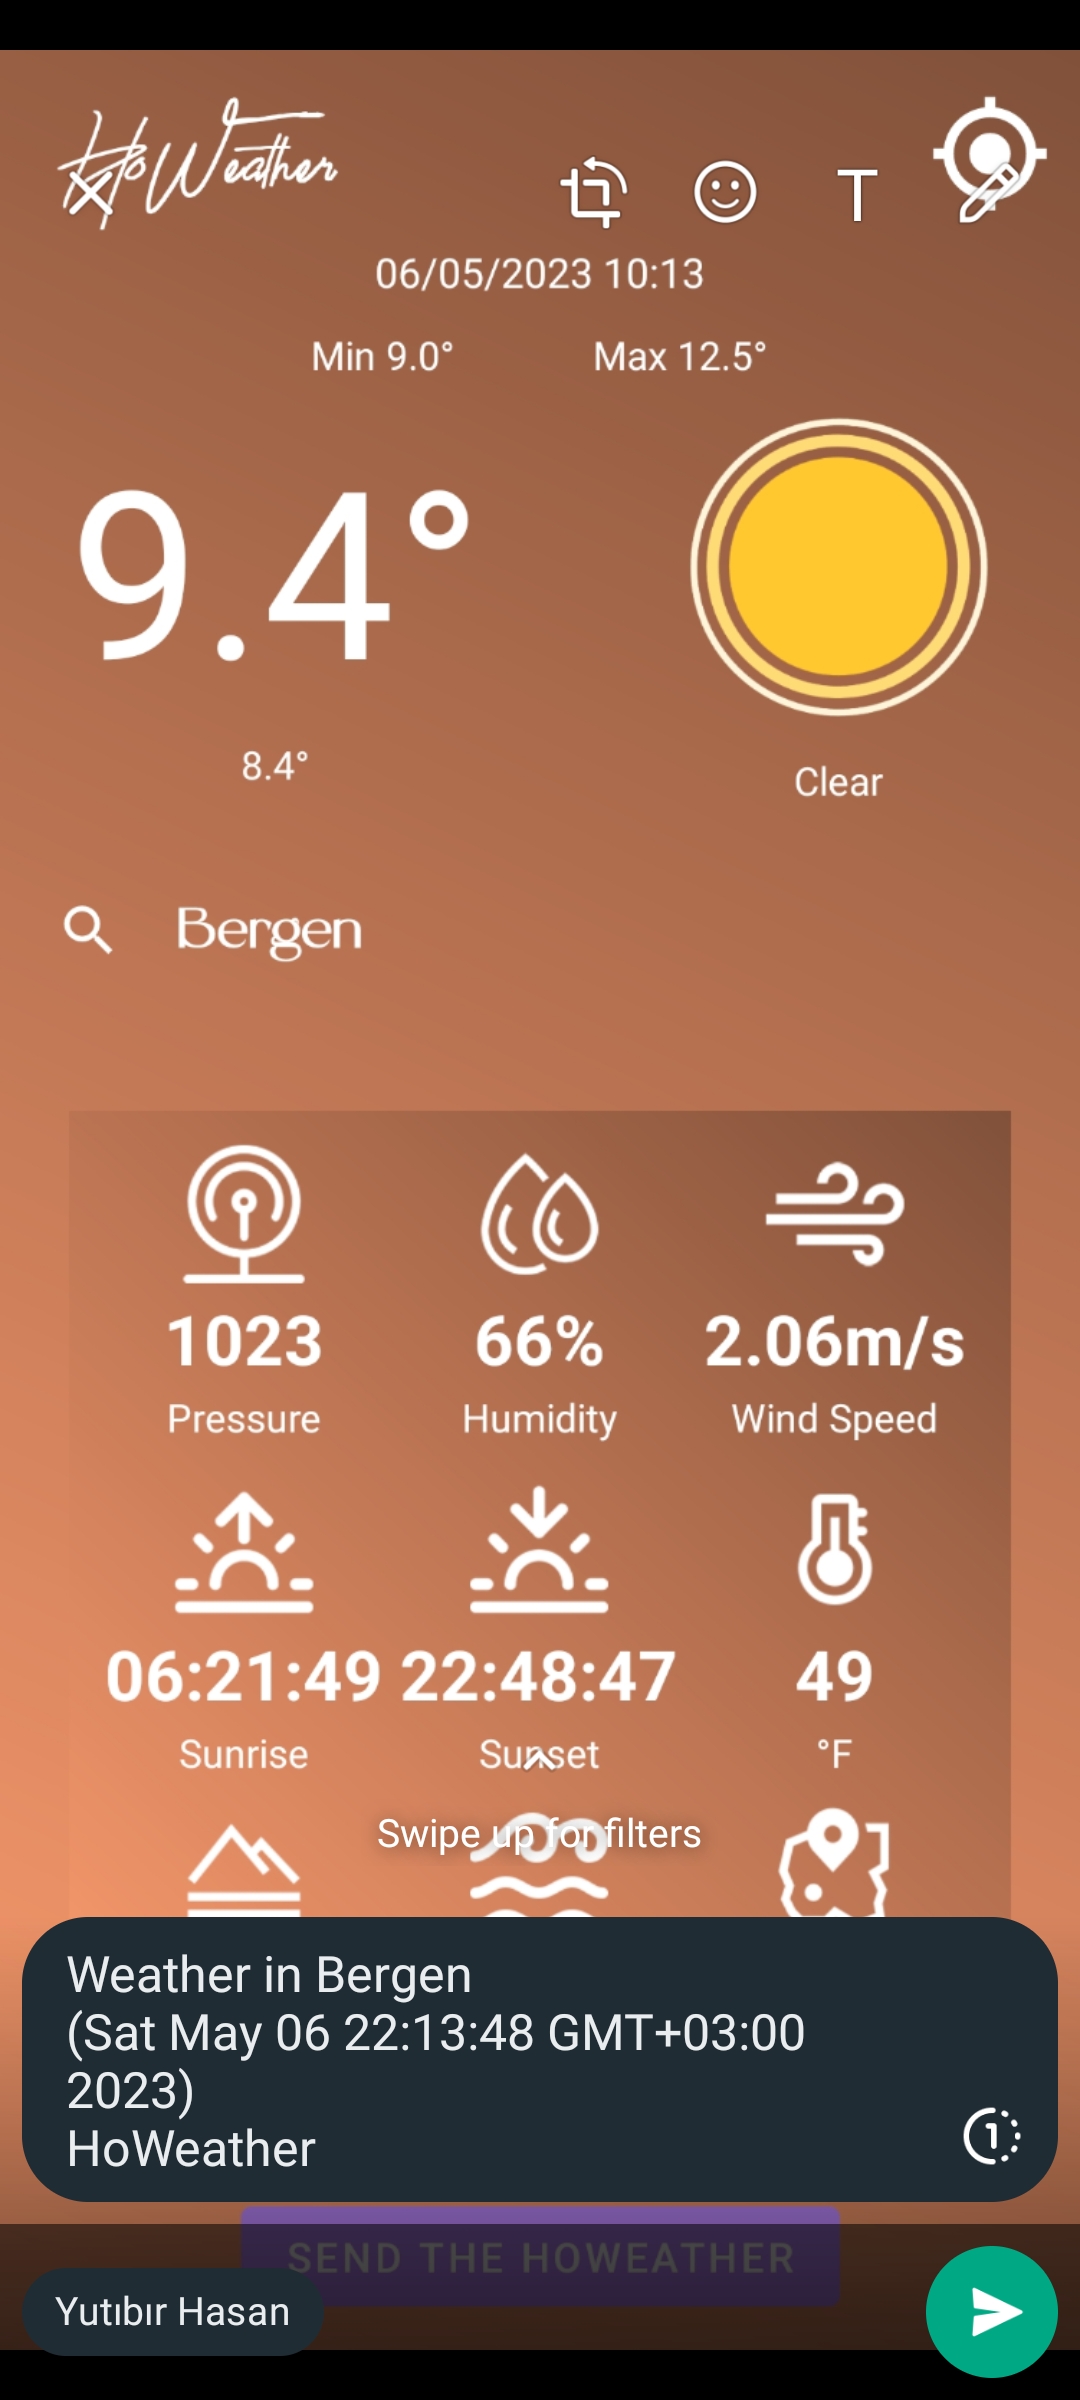 HoWeather
T
06/05/2023 10:13
Min 9.0° Max 12.5°
9.4°
8.4°
Clear
Bergen
1023 66% 2.06m/s
Pressure Humidity Wind Speed
06:21:49 22:48:47 49
Sunrise Sunset °F
Swipe up for filters
Weather in Bergen
(Sat May 06 22:13:48 GMT+03:00
2023)
HoWeather
1
SEND THE HOWEATHER
Yutıbır Hasan